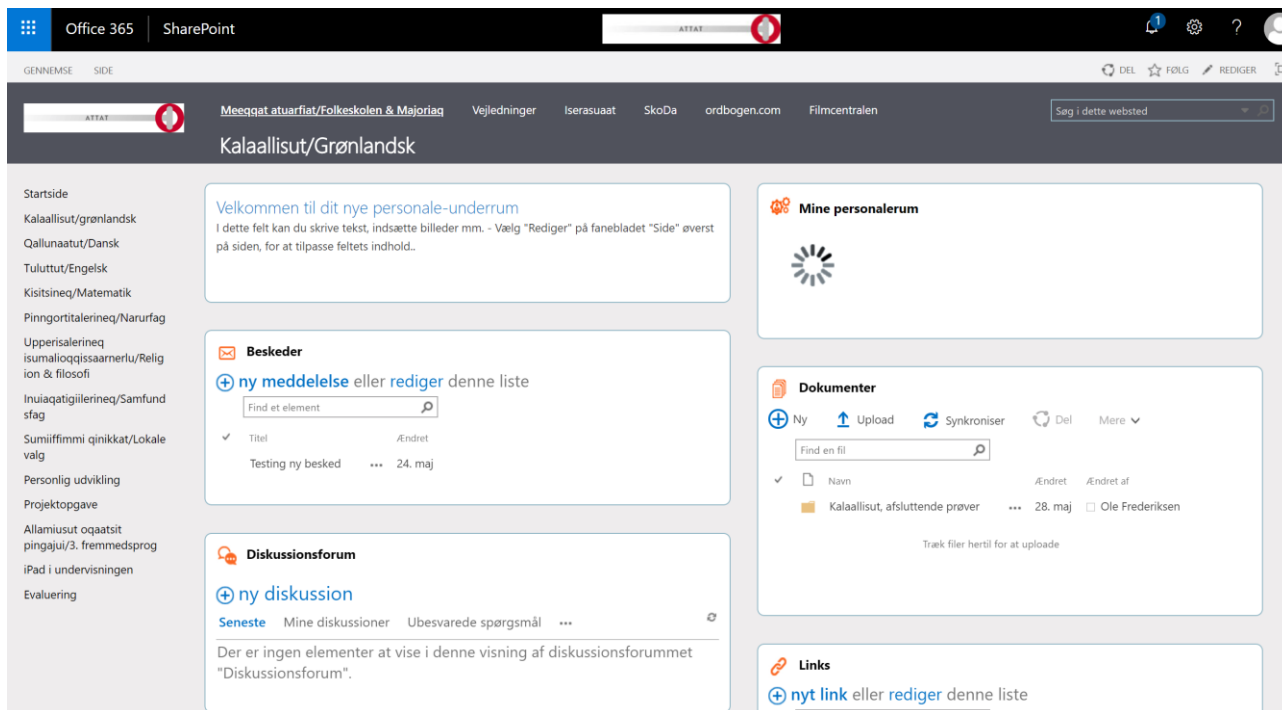 Office 365 SharePoint
ATTAT
1
?
GENNEMSE SIDE
DEL FØLG REDIGER
ATTAT
Meeqqat atuarfiat/Folkeskolen & Majoriaq Vejledninger Iserasuaat SkoDa ordbogen.com Filmcentralen
Søg i dette websted
Kalaallisut/Grønlandsk
Startside
Kalaallisut/grønlandsk
Qallunaatut/Dansk
Tuluttut/Engelsk
Kisitsineq/Matematik
Pinngortitalerineq/Narurfag
Upperisalerineq
isumalioqqissaarnerlu/Relig
ion & filosofi
Inuiaqatigiilerineq/Samfund
sfag
Sumiiffimmi qinikkat/Lokale
valg
Personlig udvikling
Projektopgave
Allamiusut oqaatsit
pingajui/3. fremmedsprog
iPad i undervisningen
Evaluering
Velkommen til dit nye personale-underrum
I dette felt kan du skrive tekst, indsætte billeder mm. - Vælg "Rediger" på fanebladet "Side" øverst
på siden, for at tilpasse feltets indhold..
Beskeder
ny meddelelse eller rediger denne liste
Find et element
Titel Ændret
Testing ny besked ... 24. maj
Diskussionsforum
ny diskussion
Seneste Mine diskussioner Ubesvarede spørgsmål ...
Der er ingen elementer at vise i denne visning af diskussionsforummet
"Diskussionsforum".
Mine personalerum
Dokumenter
Ny Upload Synkroniser Del Mere
Find en fil
Navn Ændret Ændret af
Kalaallisut, afsluttende prøver ... 28. maj Ole Frederiksen
Træk filer hertil for at uploade
Links
nyt link eller rediger denne liste